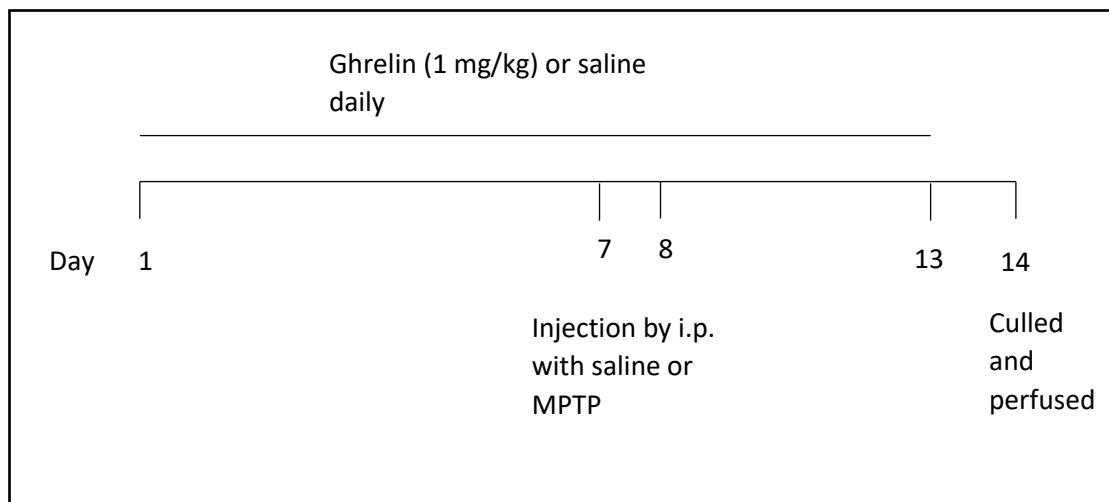 Ghrelin (1 mg/kg) or saline
daily
Day 1 7 8 13 14
Injection by i.p.
with saline or
MPTP
Culled
and
perfused